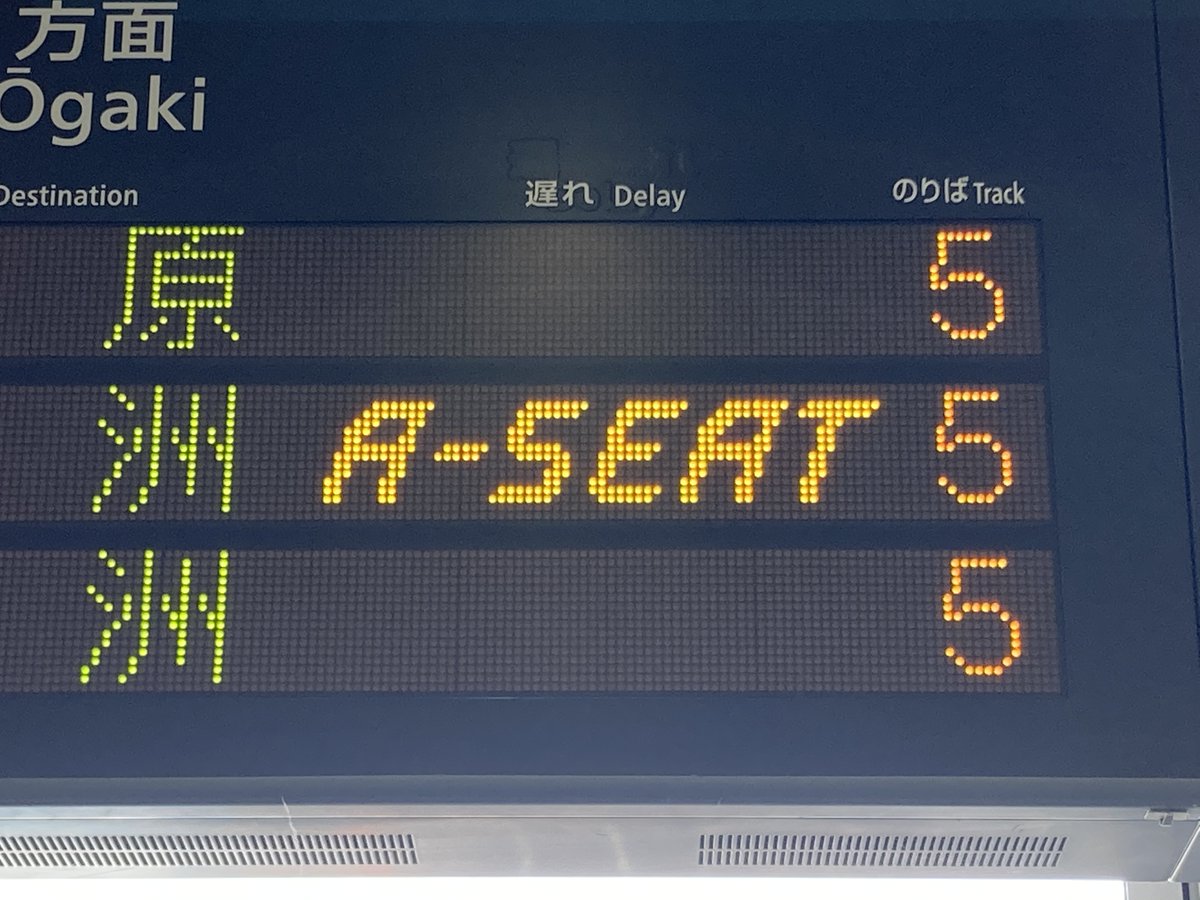 方面
Ōgaki
Destination 遅れ Delay のりば Track
原 5
洲 A-SEAT 5
洲 5